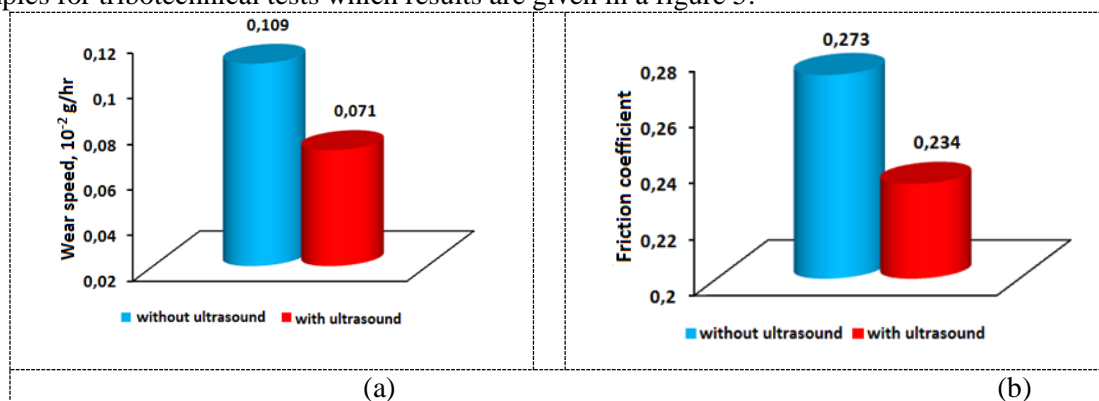 ples for tribotechnical tests which results are given in a figure 3.
0,109
0,12
0,1
0,08
0,06
0,04
0,02
Wear speed, 10-2 g/hr
0,071
without ultrasound with ultrasound
(a)
0,273
0,28
0,26
0,24
0,22
0,2
Friction coefficient
0,234
without ultrasound with ultrasound
(b)